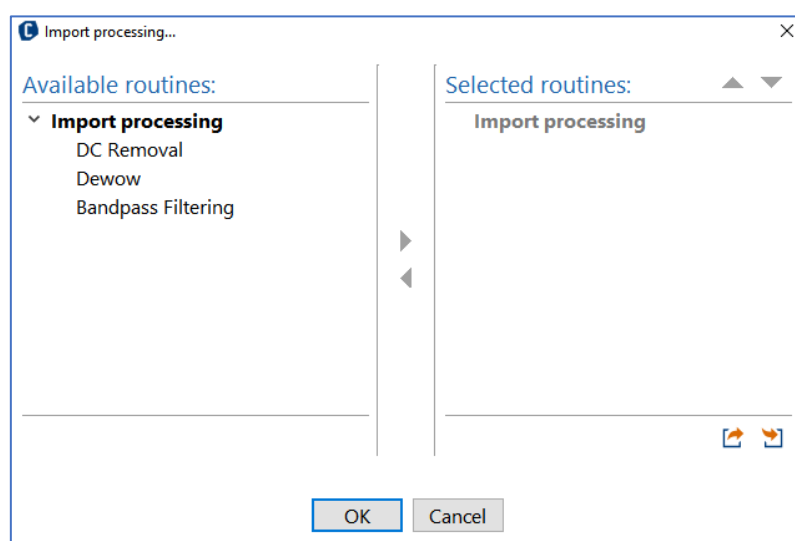 Import processing...
Available routines:
Import processing
DC Removal
Dewow
Bandpass Filtering
Selected routines:
Import processing
OK
Cancel